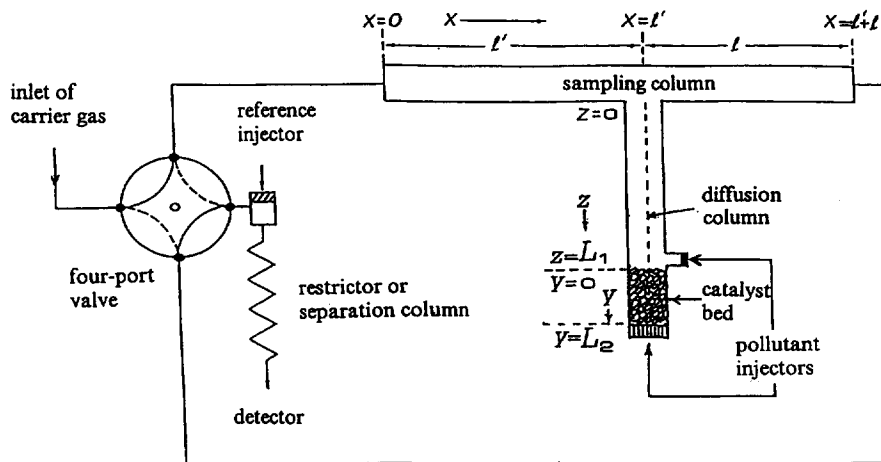 x=0
x
x=ℓ′
x=ℓ′+ℓ
ℓ′
ℓ
sampling column
inlet of
carrier gas
reference
injector
z=0
z
diffusion
column
four-port
valve
restrictor or
separation column
z=L₁
y=0
y
y=L₂
catalyst
bed
pollutant
injectors
detector